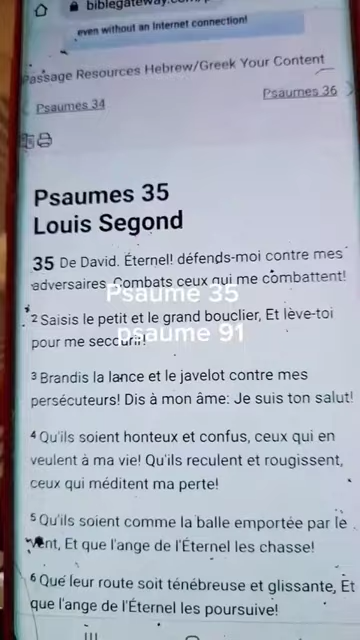 biblegateway.com/p
even without an Internet connection!
Passage Resources Hebrew/Greek Your Content
Psaumes 34
Psaumes 36
Psaumes 35
Louis Segond
35 De David. Éternel! défends-moi contre mes
adversaires, Combats ceux qui me combattent!
Psaume 35
2 Saisis le petit et le grand bouclier, Et lève-toi
psaume 91
pour me secourir!
3 Brandis la lance et le javelot contre mes
persécuteurs! Dis à mon âme: Je suis ton salut!
4 Qu'ils soient honteux et confus, ceux qui en
veulent à ma vie! Qu'ils reculent et rougissent,
ceux qui méditent ma perte!
5 Qu'ils soient comme la balle emportée par le
vent, Et que l'ange de l'Éternel les chasse!
6 Que leur route soit ténébreuse et glissante, Et
que l'ange de l'Éternel les poursuive!